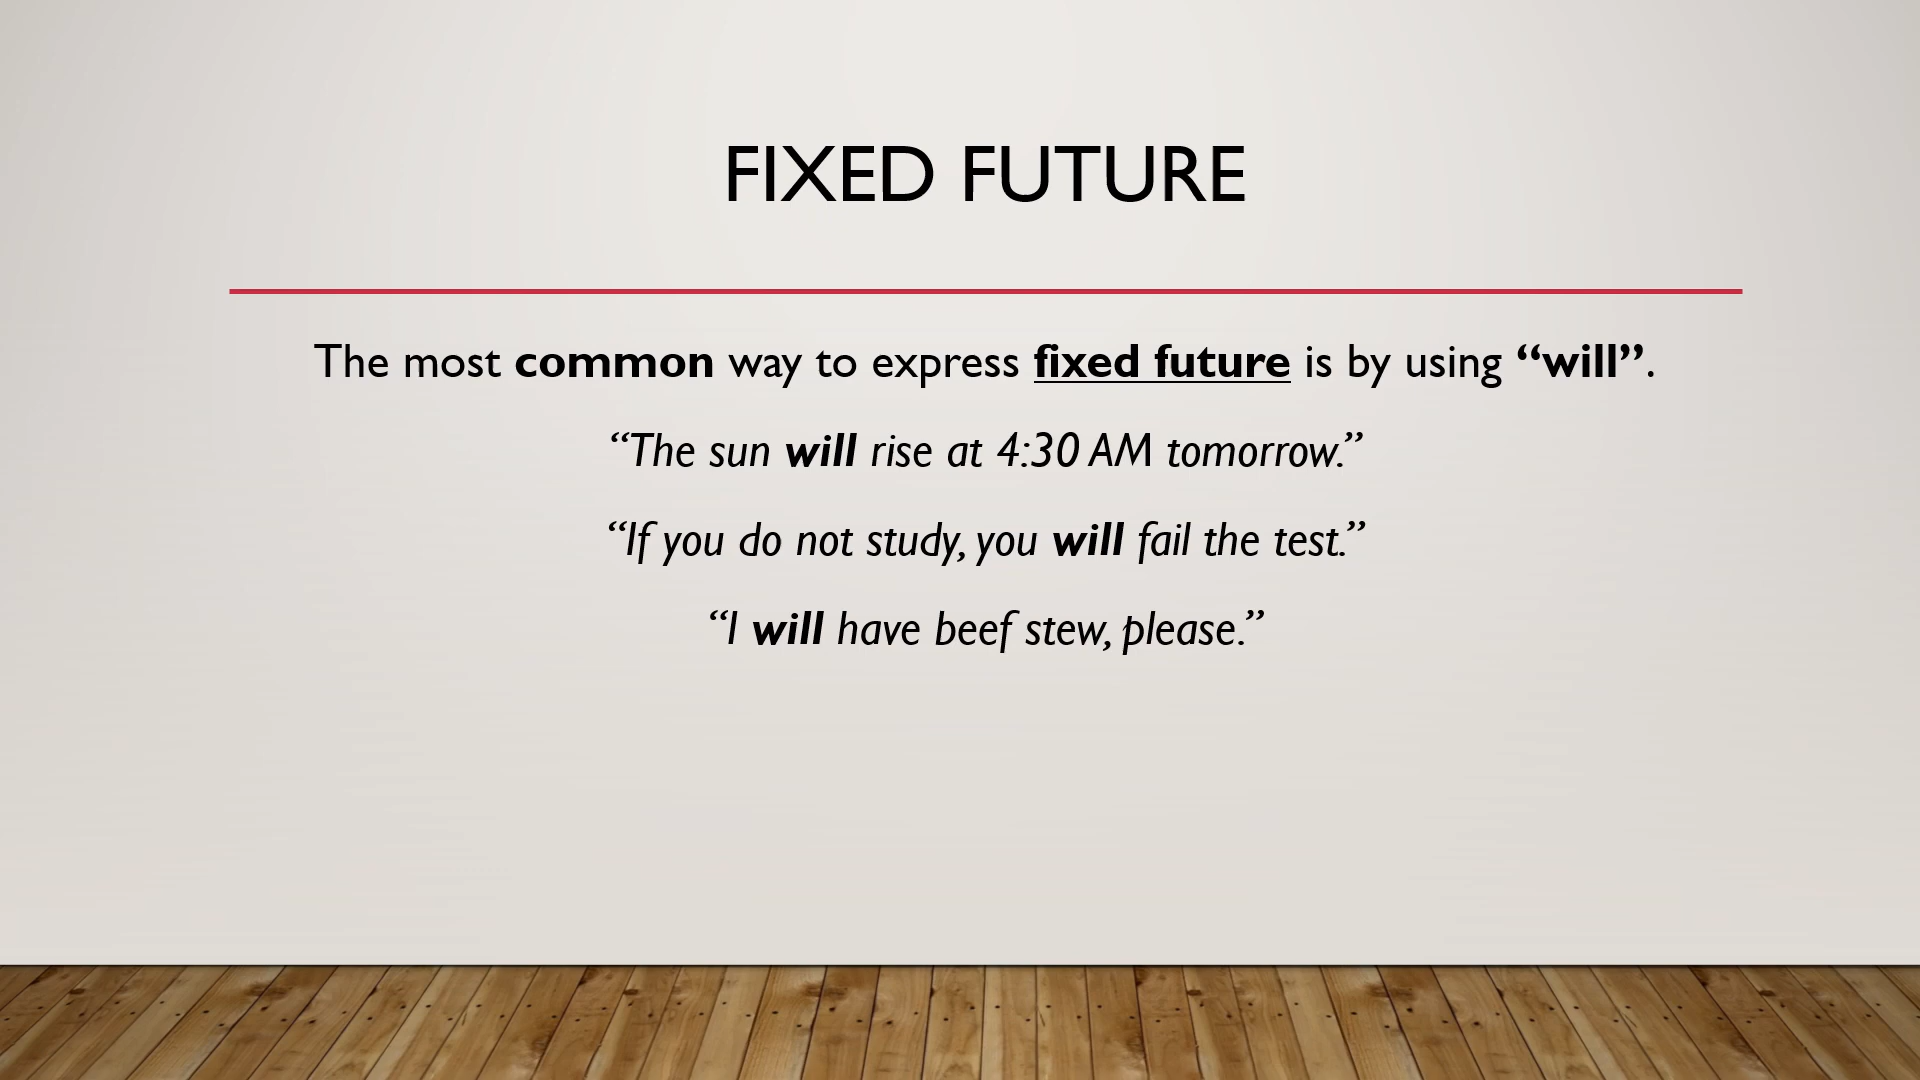 FIXED FUTURE
The most common way to express fixed future is by using “will”.
“The sun will rise at 4:30 AM tomorrow.”
“If you do not study, you will fail the test.”
“I will have beef stew, please.”